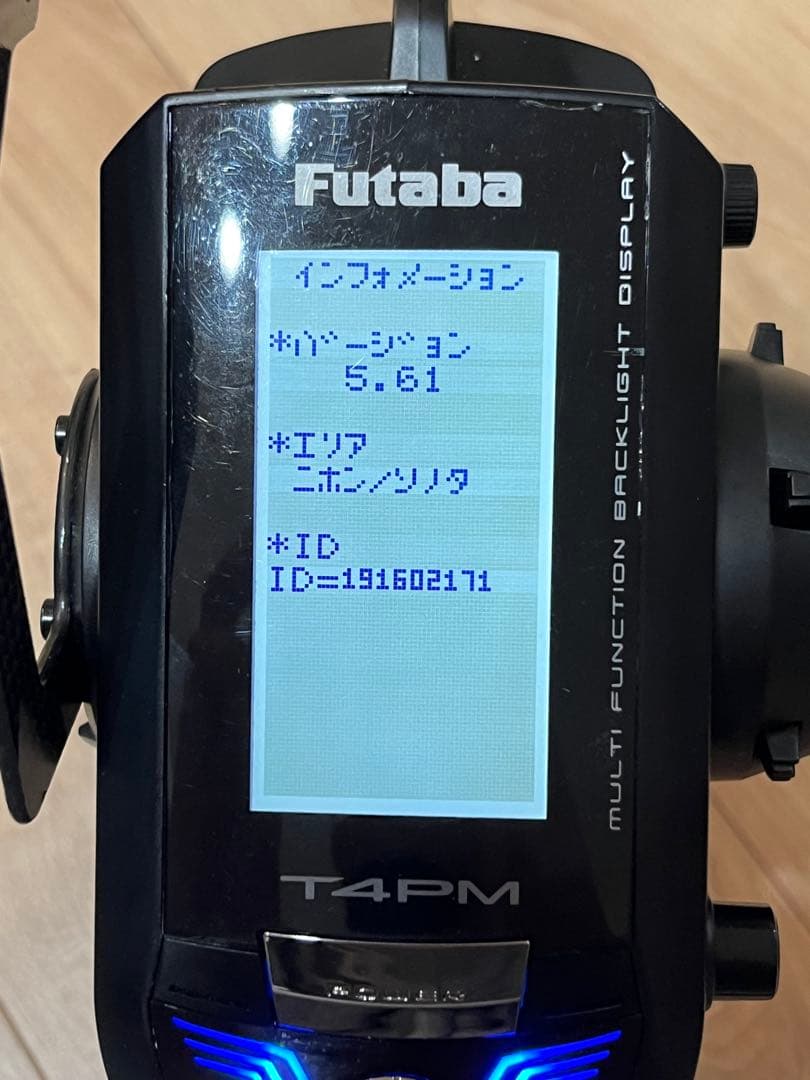 Futaba
インフォメーション
*バージョン
5.61
*エリア
ニホン/ソノタ
*ID
ID=191602171
MULTI FUNCTION BACKLIGHT DISPLAY
T4PM
POWER